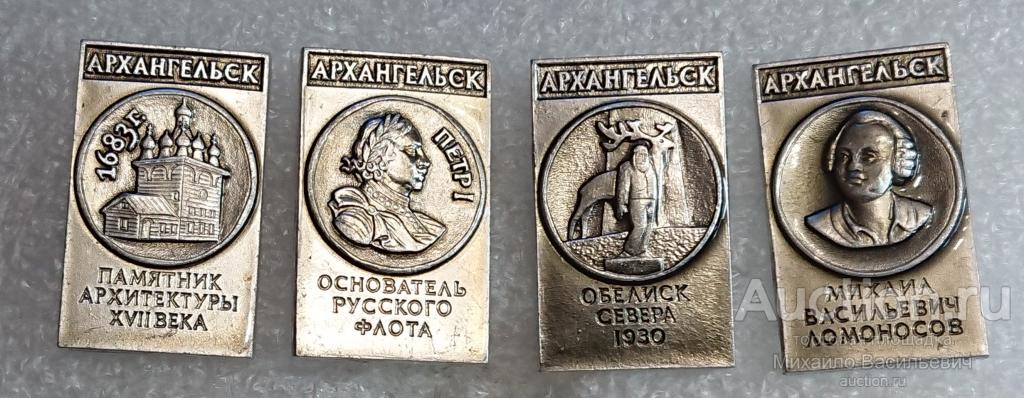 АРХАНГЕЛЬСК
1683г.
ПАМЯТНИК
АРХИТЕКТУРЫ
XVII ВЕКА
АРХАНГЕЛЬСК
ПЕТР I
ОСНОВАТЕЛЬ
РУССКОГО
ФЛОТА
АРХАНГЕЛЬСК
ОБЕЛИСК
СЕВЕРА
1930
АРХАНГЕЛЬСК
МИХАИЛ
ВАСИЛЬЕВИЧ
ЛОМОНОСОВ
Auction.ru
Михайло Васильевич
auction.ru